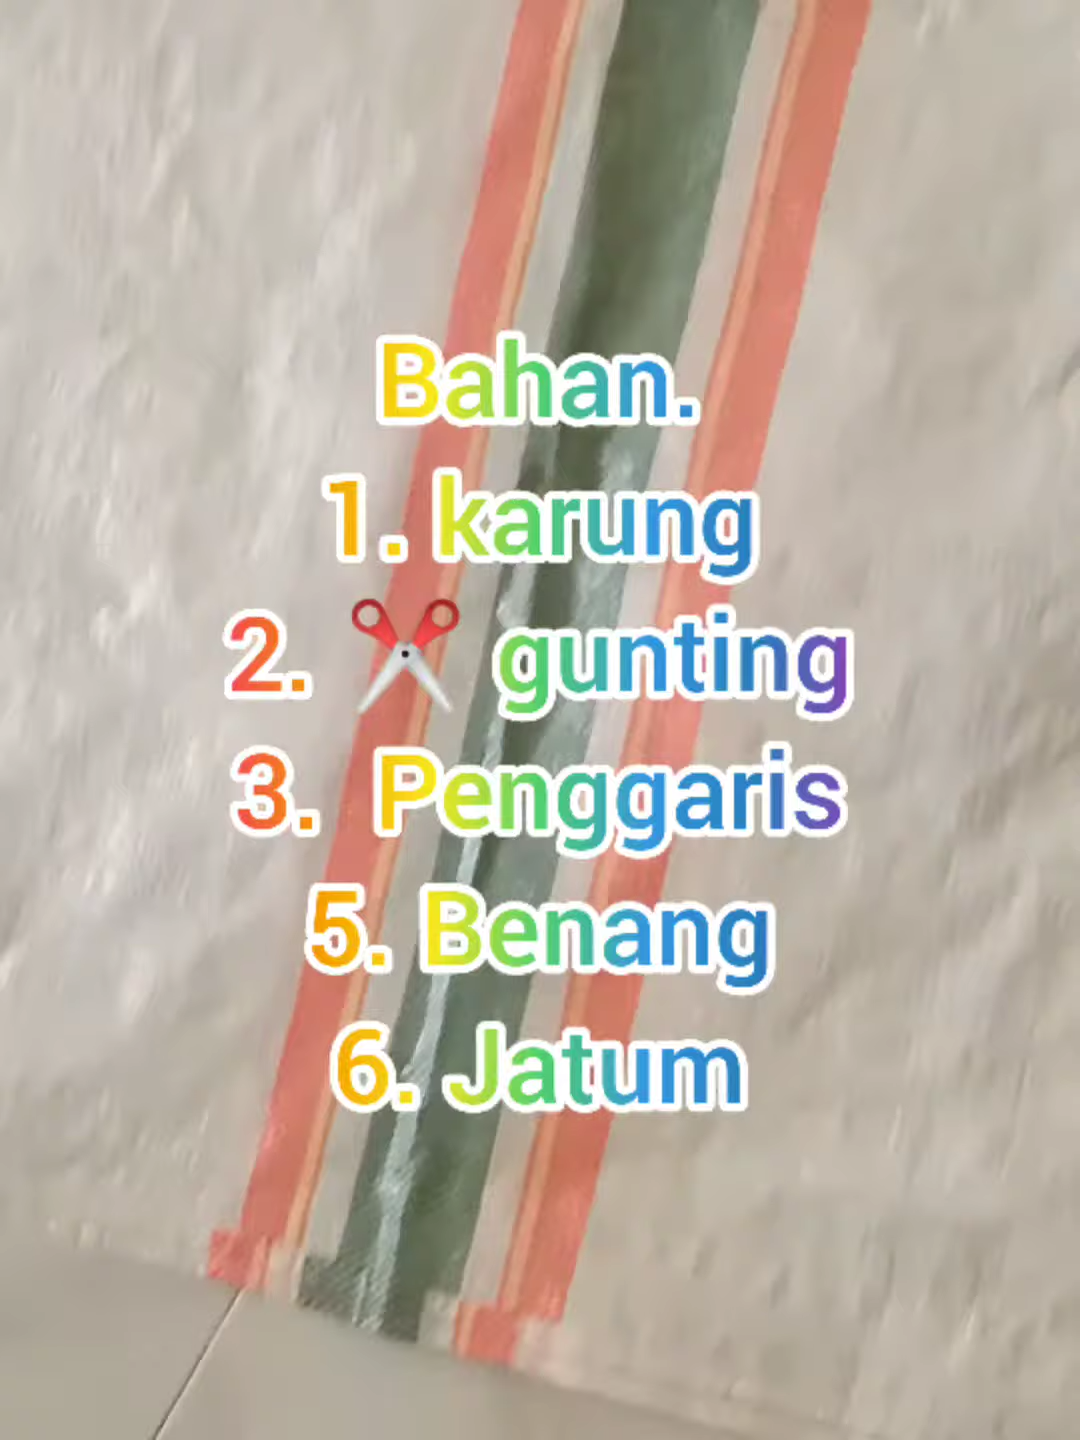 Bahan.
1. karung
2. ✂️ gunting
3. Penggaris
5. Benang
6. Jatum